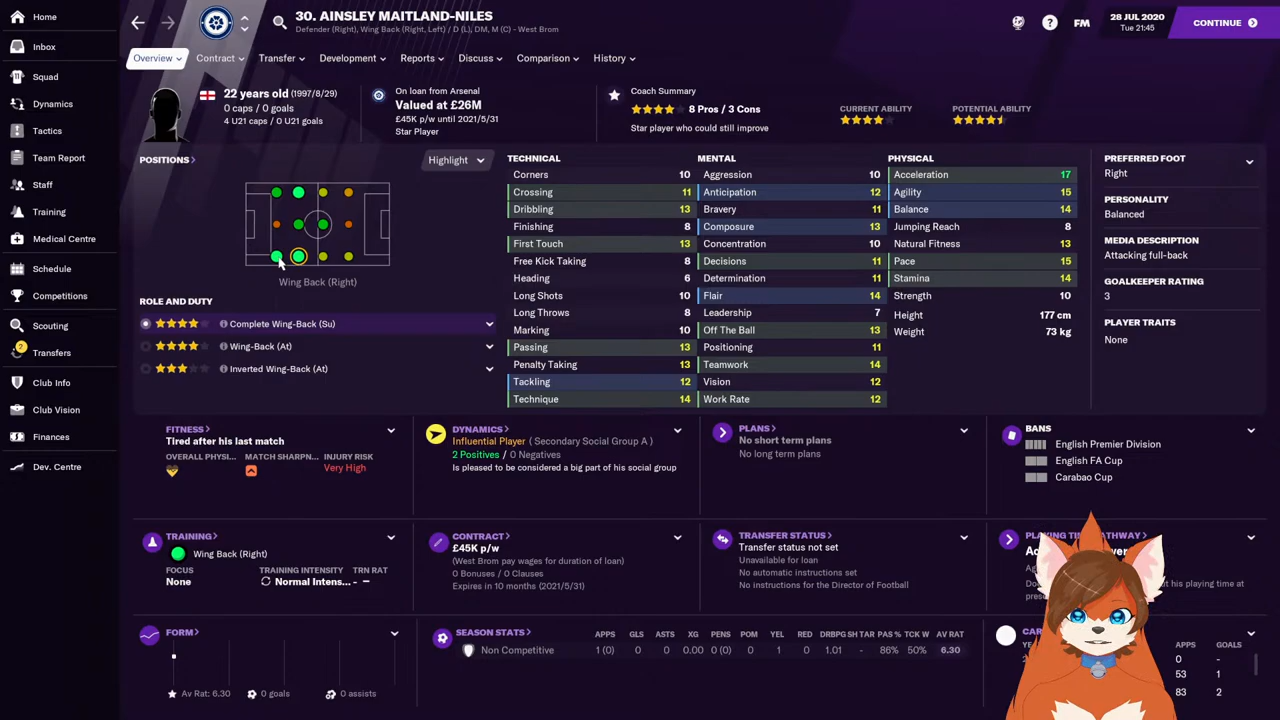 Home
Inbox
Squad
Dynamics
Tactics
Team Report
Staff
Training
Medical Centre
Schedule
Competitions
Scouting
2
Transfers
Club Info
Club Vision
Finances
Dev. Centre
30. AINSLEY MAITLAND-NILES
Defender (Right), Wing Back (Right, Left) / D (L), DM, M (C) - West Brom
FM
28 JUL 2020
Tue 21:45
CONTINUE
Overview
Contract
Transfer
Development
Reports
Discuss
Comparison
History
22 years old (1997/8/29)
0 caps / 0 goals
4 U21 caps / 0 U21 goals
On loan from Arsenal
Valued at £26M
£45K p/w until 2021/5/31
Star Player
Coach Summary
8 Pros / 3 Cons
Star player who could still improve
CURRENT ABILITY
POTENTIAL ABILITY
POSITIONS
Highlight
Wing Back (Right)
ROLE AND DUTY
Complete Wing-Back (Su)
Wing-Back (At)
Inverted Wing-Back (At)
TECHNICAL
Corners 10
Crossing 11
Dribbling 13
Finishing 8
First Touch 13
Free Kick Taking 8
Heading 6
Long Shots 10
Long Throws 8
Marking 10
Passing 13
Penalty Taking 13
Tackling 12
Technique 14
MENTAL
Aggression 10
Anticipation 12
Bravery 11
Composure 13
Concentration 10
Decisions 11
Determination 11
Flair 14
Leadership 7
Off The Ball 13
Positioning 11
Teamwork 14
Vision 12
Work Rate 12
PHYSICAL
Acceleration 17
Agility 15
Balance 14
Jumping Reach 8
Natural Fitness 13
Pace 15
Stamina 14
Strength 10
Height 177 cm
Weight 73 kg
PREFERRED FOOT
Right
PERSONALITY
Balanced
MEDIA DESCRIPTION
Attacking full-back
GOALKEEPER RATING
3
PLAYER TRAITS
None
FITNESS
Tired after his last match
OVERALL PHYSI...
MATCH SHARPN...
INJURY RISK
Very High
DYNAMICS
Influential Player ( Secondary Social Group A )
2 Positives / 0 Negatives
Is pleased to be considered a big part of his social group
PLANS
No short term plans
No long term plans
BANS
English Premier Division
English FA Cup
Carabao Cup
TRAINING
Wing Back (Right)
FOCUS
None
TRAINING INTENSITY
Normal Intens...
TRN RAT
-
CONTRACT
£45K p/w
(West Brom pay wages for duration of loan)
0 Bonuses / 0 Clauses
Expires in 10 months (2021/5/31)
TRANSFER STATUS
Transfer status not set
Unavailable for loan
No automatic instructions set
No instructions for the Director of Football
FORM
Av Rat: 6.30
0 goals
0 assists
SEASON STATS
APPS GLS ASTS XG PENS POM YEL RED DRBPG SH TAR PAS % TCK W AV RAT
Non Competitive 1 (0) 0 0 0.00 0 (0) 0 1 0 1.01 - 86% 50% 6.30
APPS GOALS
0 -
53 1
83 2